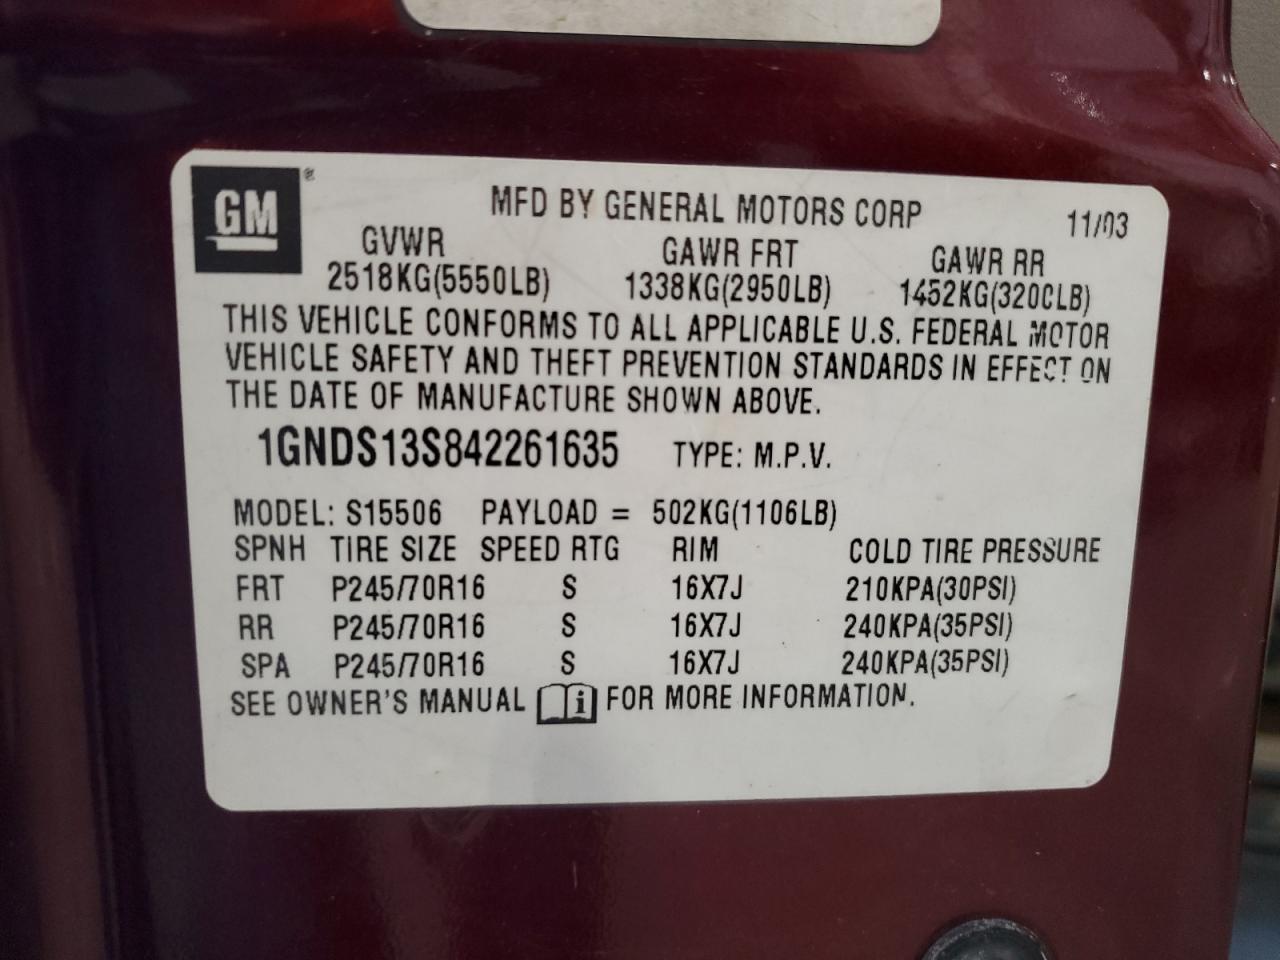 GM®
MFD BY GENERAL MOTORS CORP 11/03
GVWR GAWR FRT GAWR RR
2518KG(5550LB) 1338KG(2950LB) 1452KG(3200LB)
THIS VEHICLE CONFORMS TO ALL APPLICABLE U.S. FEDERAL MOTOR
VEHICLE SAFETY AND THEFT PREVENTION STANDARDS IN EFFECT ON
THE DATE OF MANUFACTURE SHOWN ABOVE.
1GNDS13S842261635 TYPE: M.P.V.
MODEL: S15506 PAYLOAD = 502KG(1106LB)
SPNH TIRE SIZE SPEED RTG RIM COLD TIRE PRESSURE
FRT P245/70R16 S 16X7J 210KPA(30PSI)
RR P245/70R16 S 16X7J 240KPA(35PSI)
SPA P245/70R16 S 16X7J 240KPA(35PSI)
SEE OWNER'S MANUAL i FOR MORE INFORMATION.